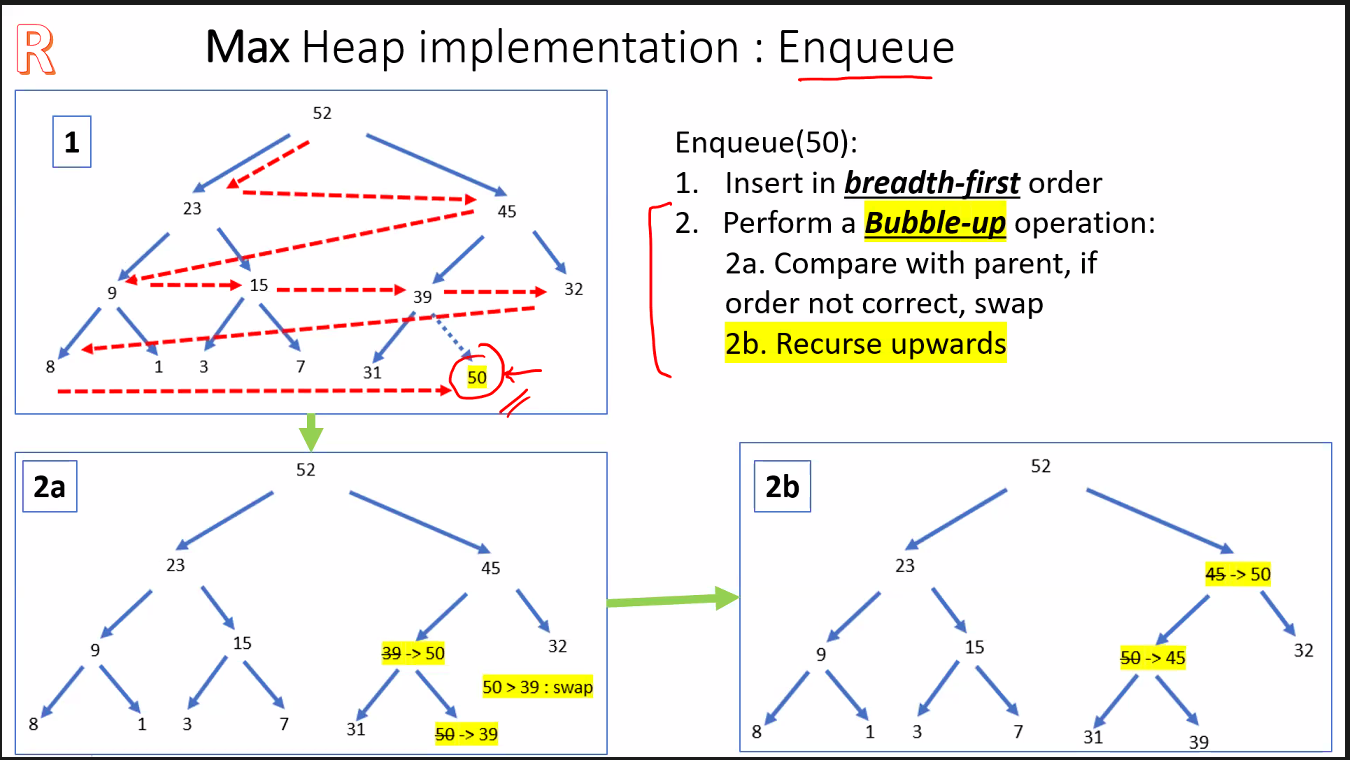 R
Max Heap implementation : Enqueue
1
52
23
45
9
15
39
32
8
1
3
7
31
50
Enqueue(50):
1. Insert in breadth-first order
2. Perform a Bubble-up operation:
2a. Compare with parent, if
order not correct, swap
2b. Recurse upwards
2a
52
23
45
9
15
39 -> 50
32
50 > 39 : swap
8
1
3
7
31
50 -> 39
2b
52
23
45 -> 50
9
15
50 -> 45
32
8
1
3
7
31
39